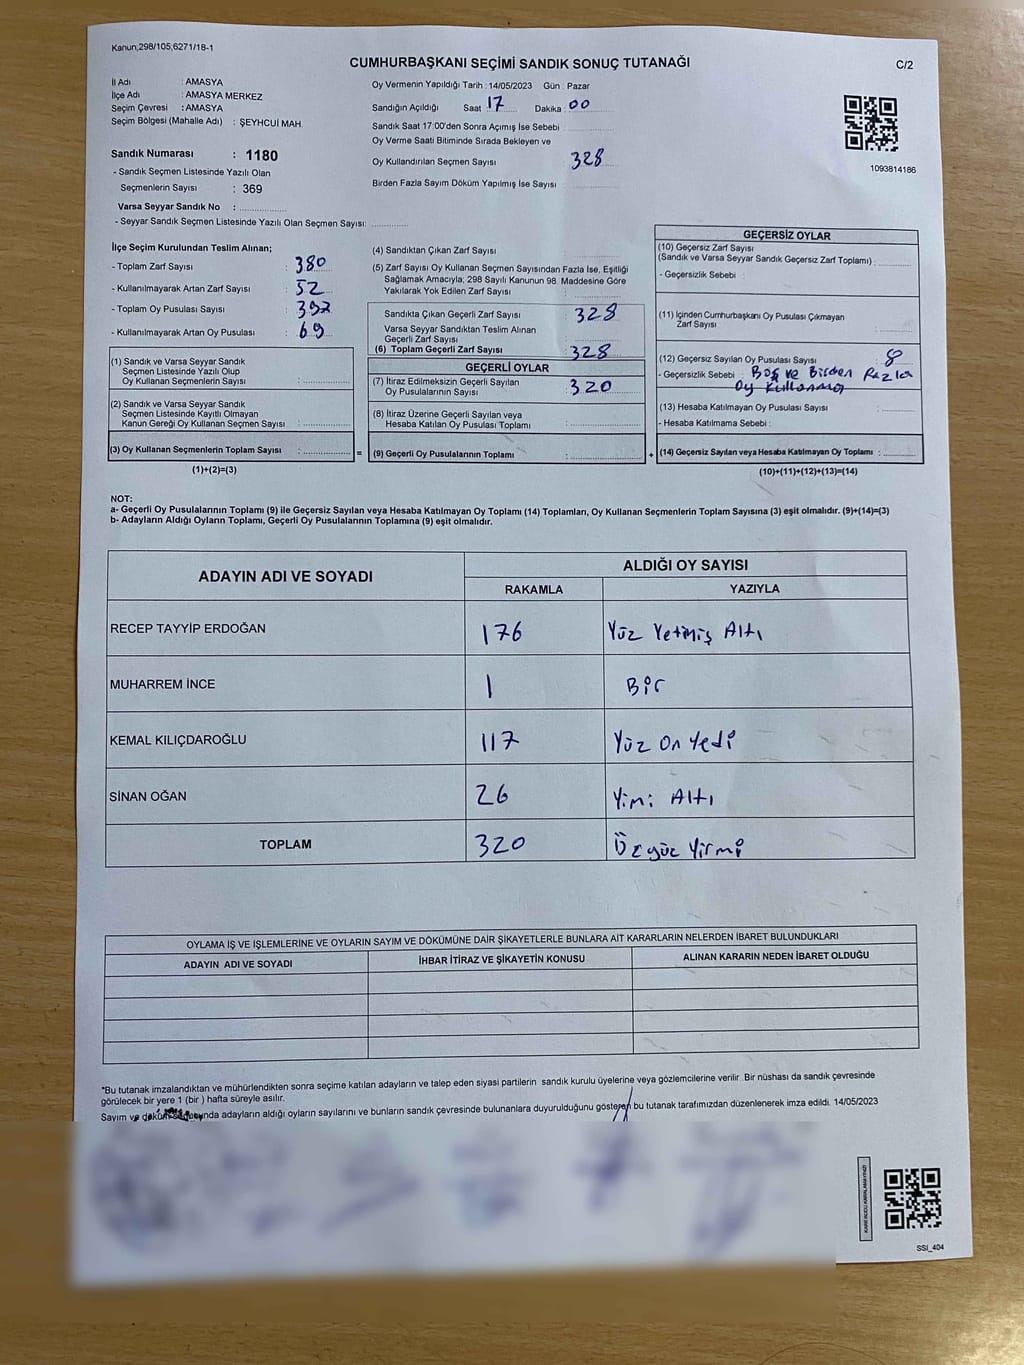 Kanun,298/105,6271/18-1
CUMHURBAŞKANI SEÇİMİ SANDIK SONUÇ TUTANAĞI
C/2
İl Adı : AMASYA
İlçe Adı : AMASYA MERKEZ
Seçim Çevresi : AMASYA
Seçim Bölgesi (Mahalle Adı) : ŞEYHCUİ MAH.
Sandık Numarası : 1180
- Sandık Seçmen Listesinde Yazılı Olan
Seçmenlerin Sayısı : 369
Varsa Seyyar Sandık No :
- Seyyar Sandık Seçmen Listesinde Yazılı Olan Seçmen Sayısı:
Oy Vermenin Yapıldığı Tarih : 14/05/2023 Gün : Pazar
Sandığın Açıldığı Saat : 17 Dakika : 00
Sandık Saat 17:00'den Sonra Açımış İse Sebebi
Oy Verme Saati Bitiminde Sırada Bekleyen ve
Oy Kullandırılan Seçmen Sayısı 328
Birden Fazla Sayım Döküm Yapılmış İse Sayısı
1093814186
İlçe Seçim Kurulundan Teslim Alınan;
- Toplam Zarf Sayısı : 380
- Kullanılmayarak Artan Zarf Sayısı : 52
- Toplam Oy Pusulası Sayısı : 397
- Kullanılmayarak Artan Oy Pusulası : 69
(1) Sandık ve Varsa Seyyar Sandık
Seçmen Listesinde Yazılı Olup
Oy Kullanan Seçmenlerin Sayısı :
(2) Sandık ve Varsa Seyyar Sandık
Seçmen Listesinde Kayıtlı Olmayan
Kanun Gereği Oy Kullanan Seçmen Sayısı :
(3) Oy Kullanan Seçmenlerin Toplam Sayısı :
(1)+(2)=(3)
=
(4) Sandıktan Çıkan Zarf Sayısı
(5) Zarf Sayısı Oy Kullanan Seçmen Sayısından Fazla İse, Eşitliği
Sağlamak Amacıyla, 298 Sayılı Kanunun 98. Maddesine Göre
Yakılarak Yok Edilen Zarf Sayısı :
Sandıkta Çıkan Geçerli Zarf Sayısı : 328
Varsa Seyyar Sandıktan Teslim Alınan
Geçerli Zarf Sayısı :
(6) Toplam Geçerli Zarf Sayısı : 328
GEÇERLİ OYLAR
(7) İtiraz Edilmeksizin Geçerli Sayılan
Oy Pusulalarının Sayısı : 320
(8) İtiraz Üzerine Geçerli Sayılan veya
Hesaba Katılan Oy Pusulası Toplamı :
(9) Geçerli Oy Pusulalarının Toplamı :
+
GEÇERSİZ OYLAR
(10) Geçersiz Zarf Sayısı
(Sandık ve Varsa Seyyar Sandık Geçersiz Zarf Toplamı) :
- Geçersizlik Sebebi :
(11) İçinden Cumhurbaşkanı Oy Pusulası Çıkmayan
Zarf Sayısı :
(12) Geçersiz Sayılan Oy Pusulası Sayısı : 8
- Geçersizlik Sebebi : Boş ve Birden Fazla
Oy Kullanma
(13) Hesaba Katılmayan Oy Pusulası Sayısı :
- Hesaba Katılmama Sebebi :
(14) Geçersiz Sayılan veya Hesaba Katılmayan Oy Toplamı :
(10)+(11)+(12)+(13)=(14)
NOT:
a- Geçerli Oy Pusulalarının Toplamı (9) ile Geçersiz Sayılan veya Hesaba Katılmayan Oy Toplamı (14) Toplamları, Oy Kullanan Seçmenlerin Toplam Sayısına (3) eşit olmalıdır. (9)+(14)=(3)
b- Adayların Aldığı Oyların Toplamı, Geçerli Oy Pusulalarının Toplamına (9) eşit olmalıdır.
ADAYIN ADI VE SOYADI ALDIĞI OY SAYISI
RAKAMLA YAZIYLA
RECEP TAYYİP ERDOĞAN 176 Yüz Yetmiş Altı
MUHARREM İNCE 1 Bir
KEMAL KILIÇDAROĞLU 117 Yüz On Yedi
SİNAN OĞAN 26 Yimi Altı
TOPLAM 320 Üçyüz Yirmi
OYLAMA İŞ VE İŞLEMLERİNE VE OYLARIN SAYIM VE DÖKÜMÜNE DAİR ŞİKAYETLERLE BUNLARA AİT KARARLARIN NELERDEN İBARET BULUNDUKLARI
ADAYIN ADI VE SOYADI İHBAR İTİRAZ VE ŞİKAYETİN KONUSU ALINAN KARARIN NEDEN İBARET OLDUĞU
*Bu tutanak imzalandıktan ve mühürlendikten sonra seçime katılan adayların ve talep eden siyasi partilerin sandık kurulu üyelerine veya gözlemcilerine verilir. Bir nüshası da sandık çevresinde
görülecek bir yere 1 (bir ) hafta süreyle asılır.
Sayım ve döküm sonucunda adayların aldığı oyların sayılarını ve bunların sandık çevresinde bulunanlara duyurulduğunu gösteren bu tutanak tarafımızdan düzenlenerek imza edildi. 14/05/2023
SSI_404